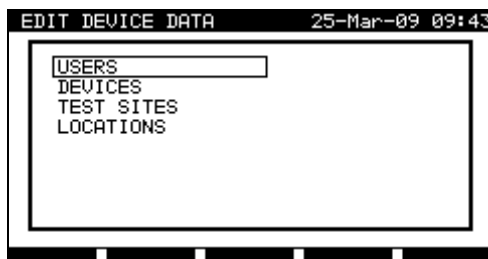 EDIT DEVICE DATA 25-Mar-09 09:43
USERS
DEVICES
TEST SITES
LOCATIONS